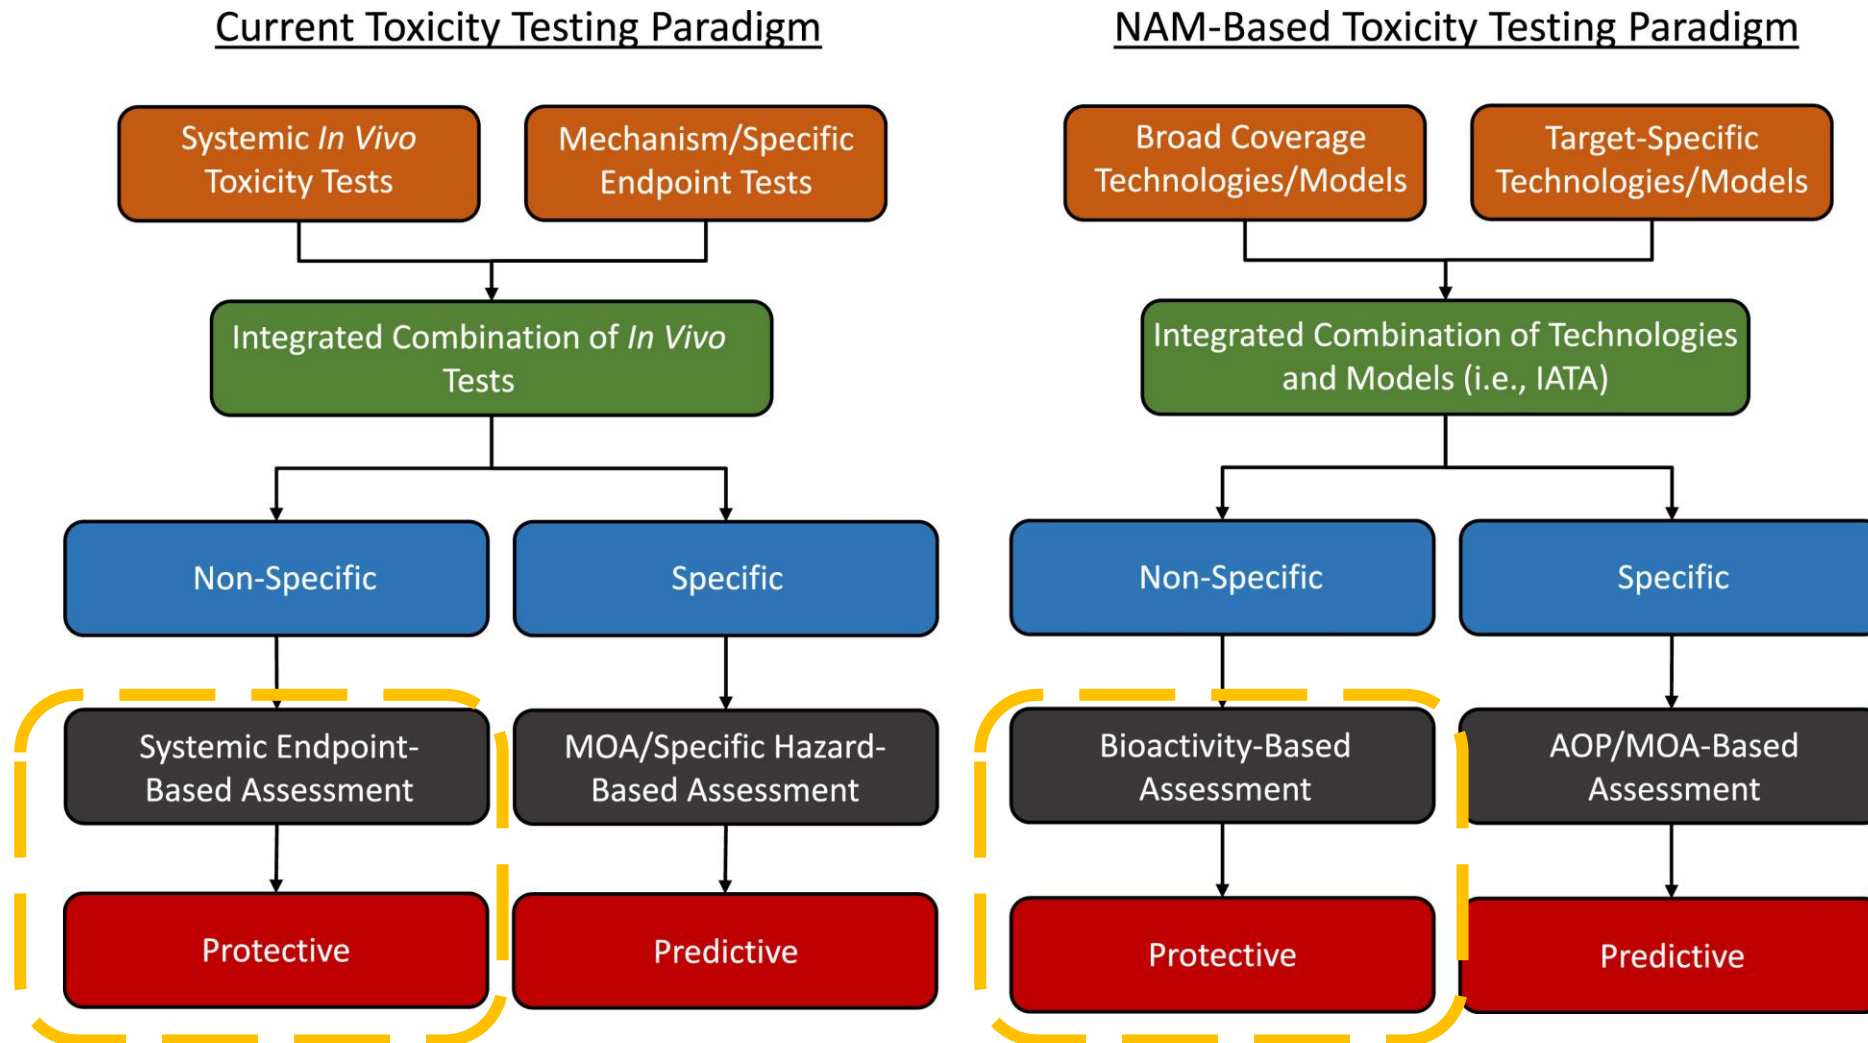 Current Toxicity Testing Paradigm
Systemic In Vivo
Toxicity Tests
Mechanism/Specific
Endpoint Tests
Integrated Combination of In Vivo
Tests
Non-Specific
Specific
Systemic Endpoint-
Based Assessment
MOA/Specific Hazard-
Based Assessment
Protective
Predictive
NAM-Based Toxicity Testing Paradigm
Broad Coverage
Technologies/Models
Target-Specific
Technologies/Models
Integrated Combination of Technologies
and Models (i.e., IATA)
Non-Specific
Specific
Bioactivity-Based
Assessment
AOP/MOA-Based
Assessment
Protective
Predictive